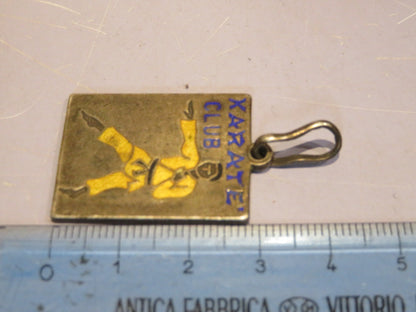 KARATE'
CLUB
0 1 2 3 4 5
ANTICA FABBRICA VITTORIO